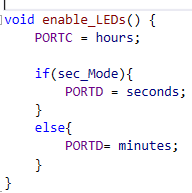 void enable_LEDs() {
    PORTC = hours;

    if(sec_Mode){
        PORTD = seconds;
    }
    else{
        PORTD= minutes;
    }
}